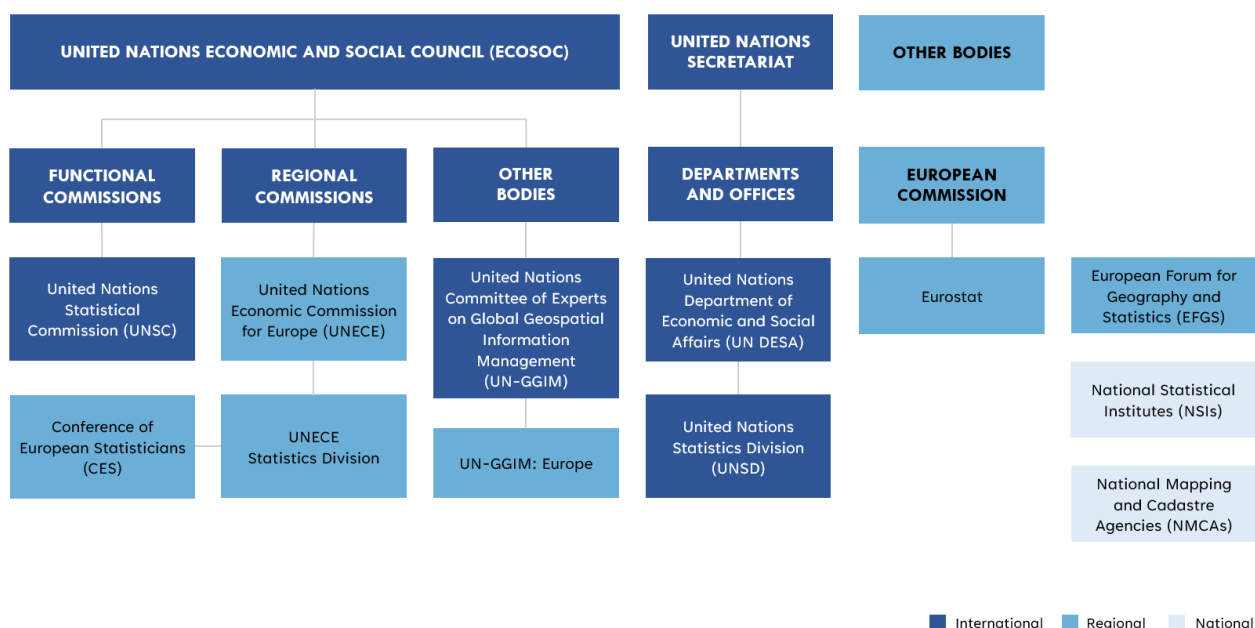 UNITED NATIONS ECONOMIC AND SOCIAL COUNCIL (ECOSOC)
UNITED NATIONS
SECRETARIAT
OTHER BODIES
FUNCTIONAL
COMMISSIONS
REGIONAL
COMMISSIONS
OTHER
BODIES
DEPARTMENTS
AND OFFICES
EUROPEAN
COMMISSION
United Nations
Statistical
Commission (UNSC)
United Nations
Economic Commission
for Europe (UNECE)
United Nations
Committee of Experts
on Global Geospatial
Information
Management
(UN-GGIM)
United Nations
Department of
Economic and Social
Affairs (UN DESA)
Eurostat
European Forum for
Geography and
Statistics (EFGS)
National Statistical
Institutes (NSIs)
Conference of
European Statisticians
(CES)
UNECE
Statistics Division
UN-GGIM: Europe
United Nations
Statistics Division
(UNSD)
National Mapping
and Cadastre
Agencies (NMCAs)
International
Regional
National